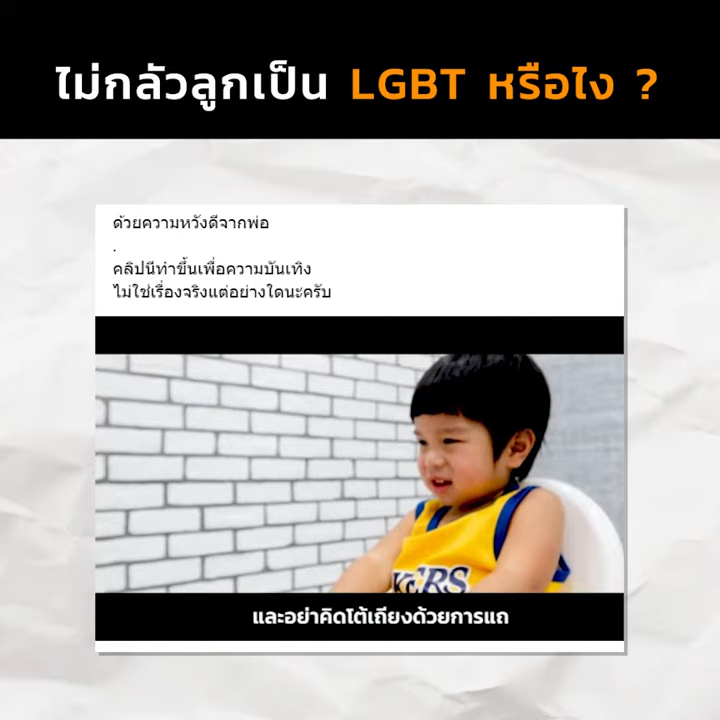 ไม่กลัวลูกเป็น LGBT หรือไง ?
ด้วยความหวังดีจากพ่อ
.
คลิปนีทำขึ้นเพื่อความบันเทิง
ไม่ใช่เรื่องจริงแต่อย่างใดนะครับ
KERS
และอย่าคิดโต้เถียงด้วยการแถ